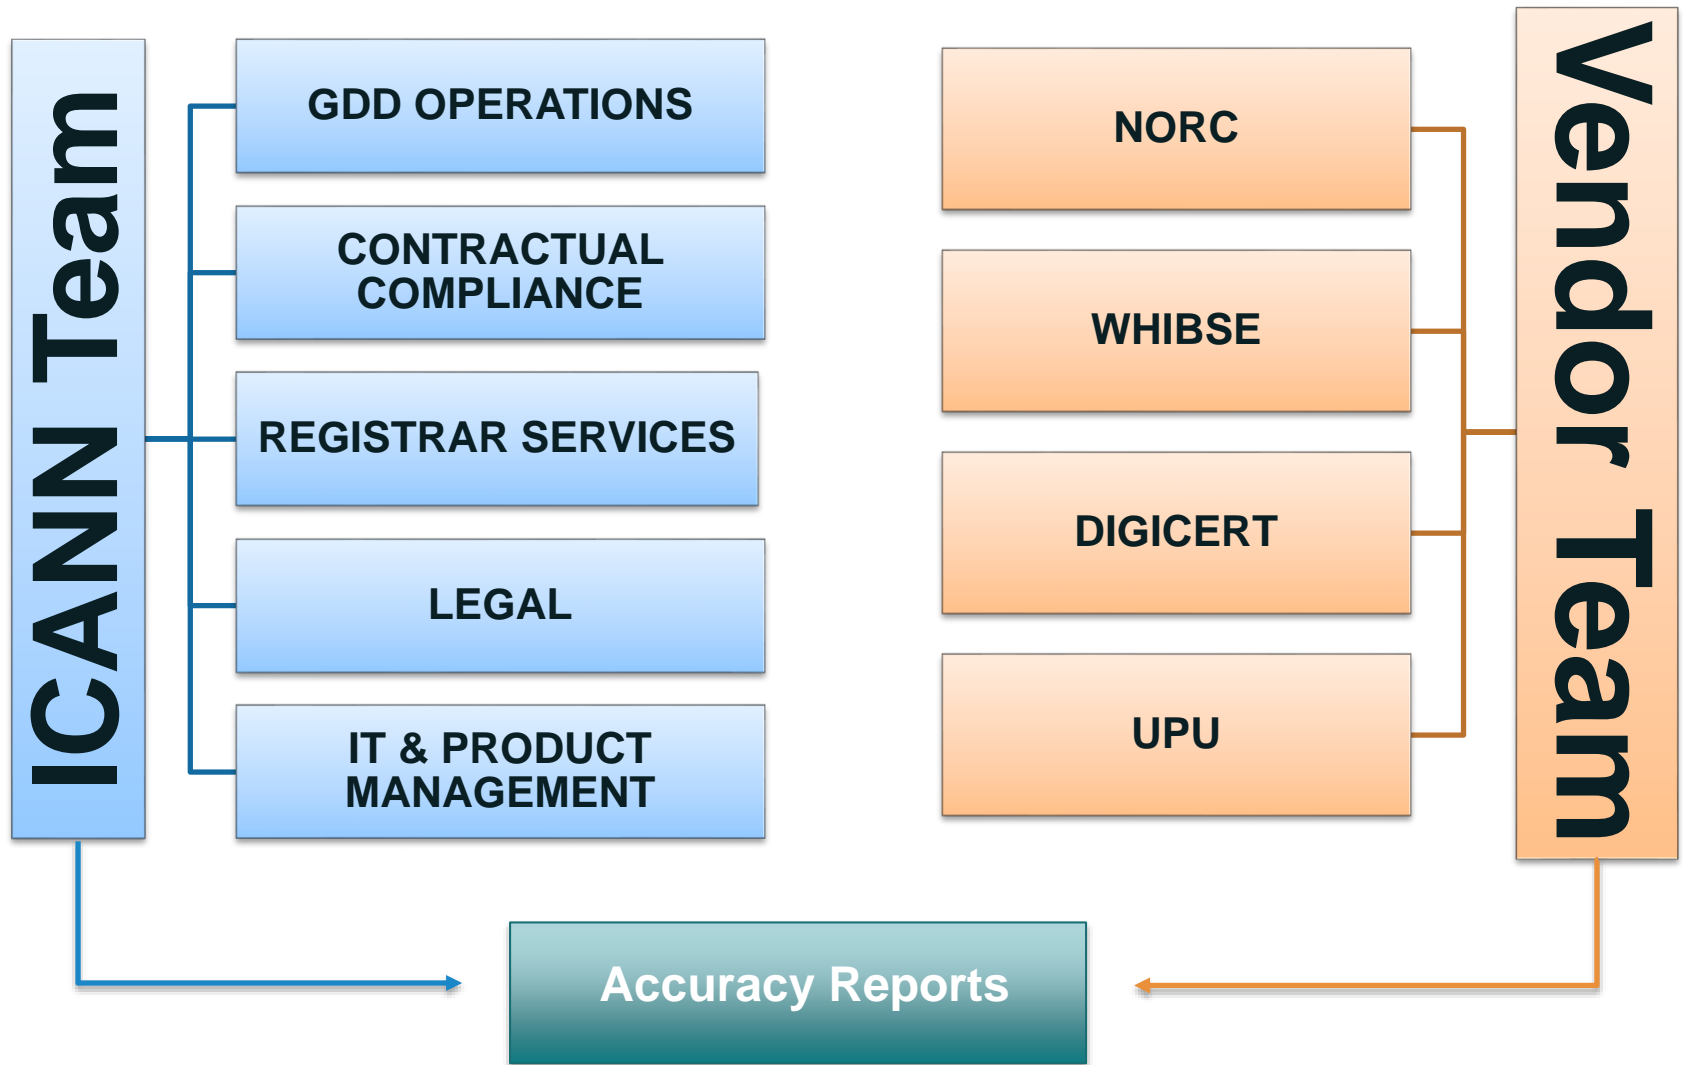 ICANN Team
GDD OPERATIONS
CONTRACTUAL
COMPLIANCE
REGISTRAR SERVICES
LEGAL
IT & PRODUCT
MANAGEMENT
NORC
WHIBSE
DIGICERT
UPU
Vendor Team
Accuracy Reports